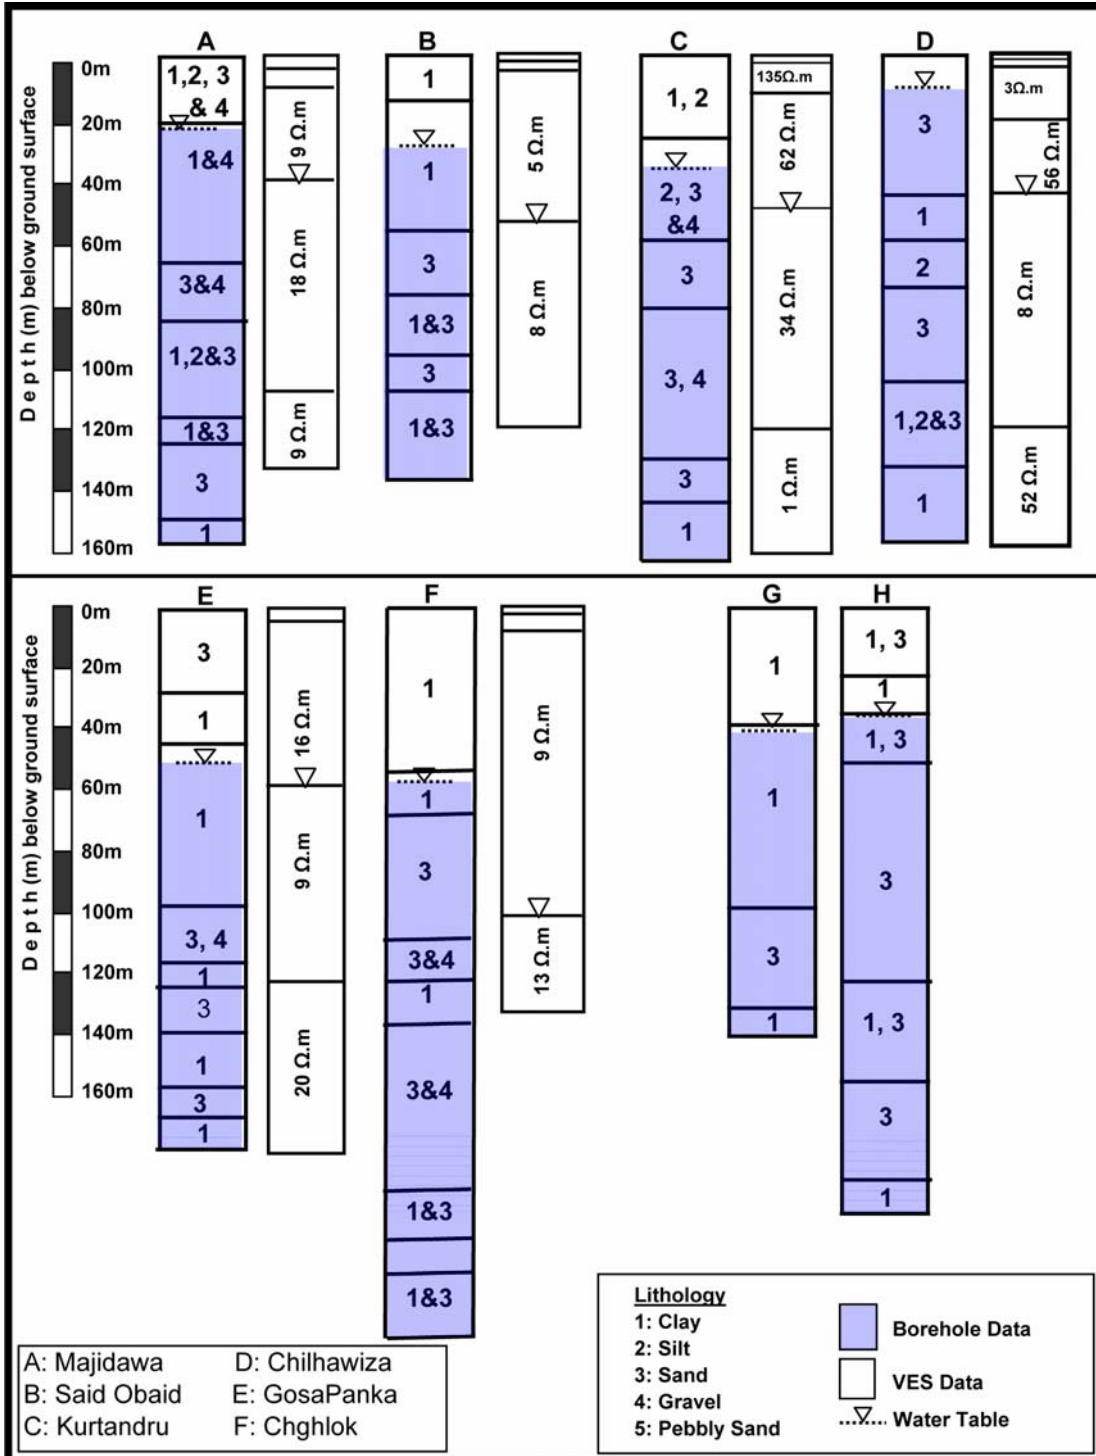 A B C D
Depth (m) below ground surface
0m
20m
40m
60m
80m
100m
120m
140m
160m
1,2, 3
& 4
1&4
3&4
1,2&3
1&3
3
1
9 Ω.m
18 Ω.m
9 Ω.m
1
1
3
1&3
3
1&3
5 Ω.m
8 Ω.m
1, 2
2, 3
&4
3
3, 4
3
1
135Ω.m
62 Ω.m
34 Ω.m
1 Ω.m
3
1
2
3
1,2&3
1
3Ω.m
56 Ω.m
8 Ω.m
52 Ω.m
E F G H
Depth (m) below ground surface
0m
20m
40m
60m
80m
100m
120m
140m
160m
3
1
1
3, 4
1
3
1
3
1
16 Ω.m
9 Ω.m
20 Ω.m
1
1
3
3&4
1
3&4
1&3
1&3
9 Ω.m
13 Ω.m
1
1
3
1
1, 3
1
1, 3
3
1, 3
3
1
A: Majidawa D: Chilhawiza
B: Said Obaid E: GosaPanka
C: Kurtandru F: Chghlok
Lithology
1: Clay
2: Silt
3: Sand
4: Gravel
5: Pebbly Sand
Borehole Data
VES Data
Water Table